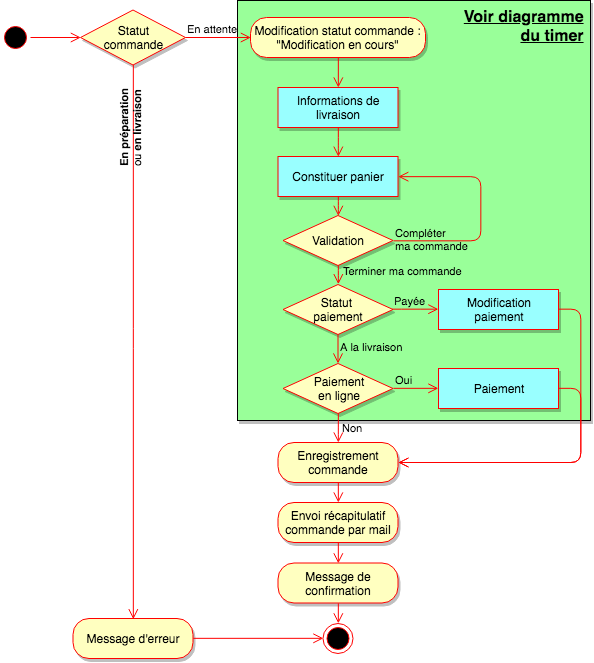 Voir diagramme
du timer
Statut
commande
En attente
Modification statut commande :
"Modification en cours"
En préparation
ou en livraison
Informations de
livraison
Constituer panier
Validation
Compléter
ma commande
Terminer ma commande
Statut
paiement
Payée
Modification
paiement
A la livraison
Paiement
en ligne
Oui
Paiement
Non
Enregistrement
commande
Envoi récapitulatif
commande par mail
Message de
confirmation
Message d'erreur